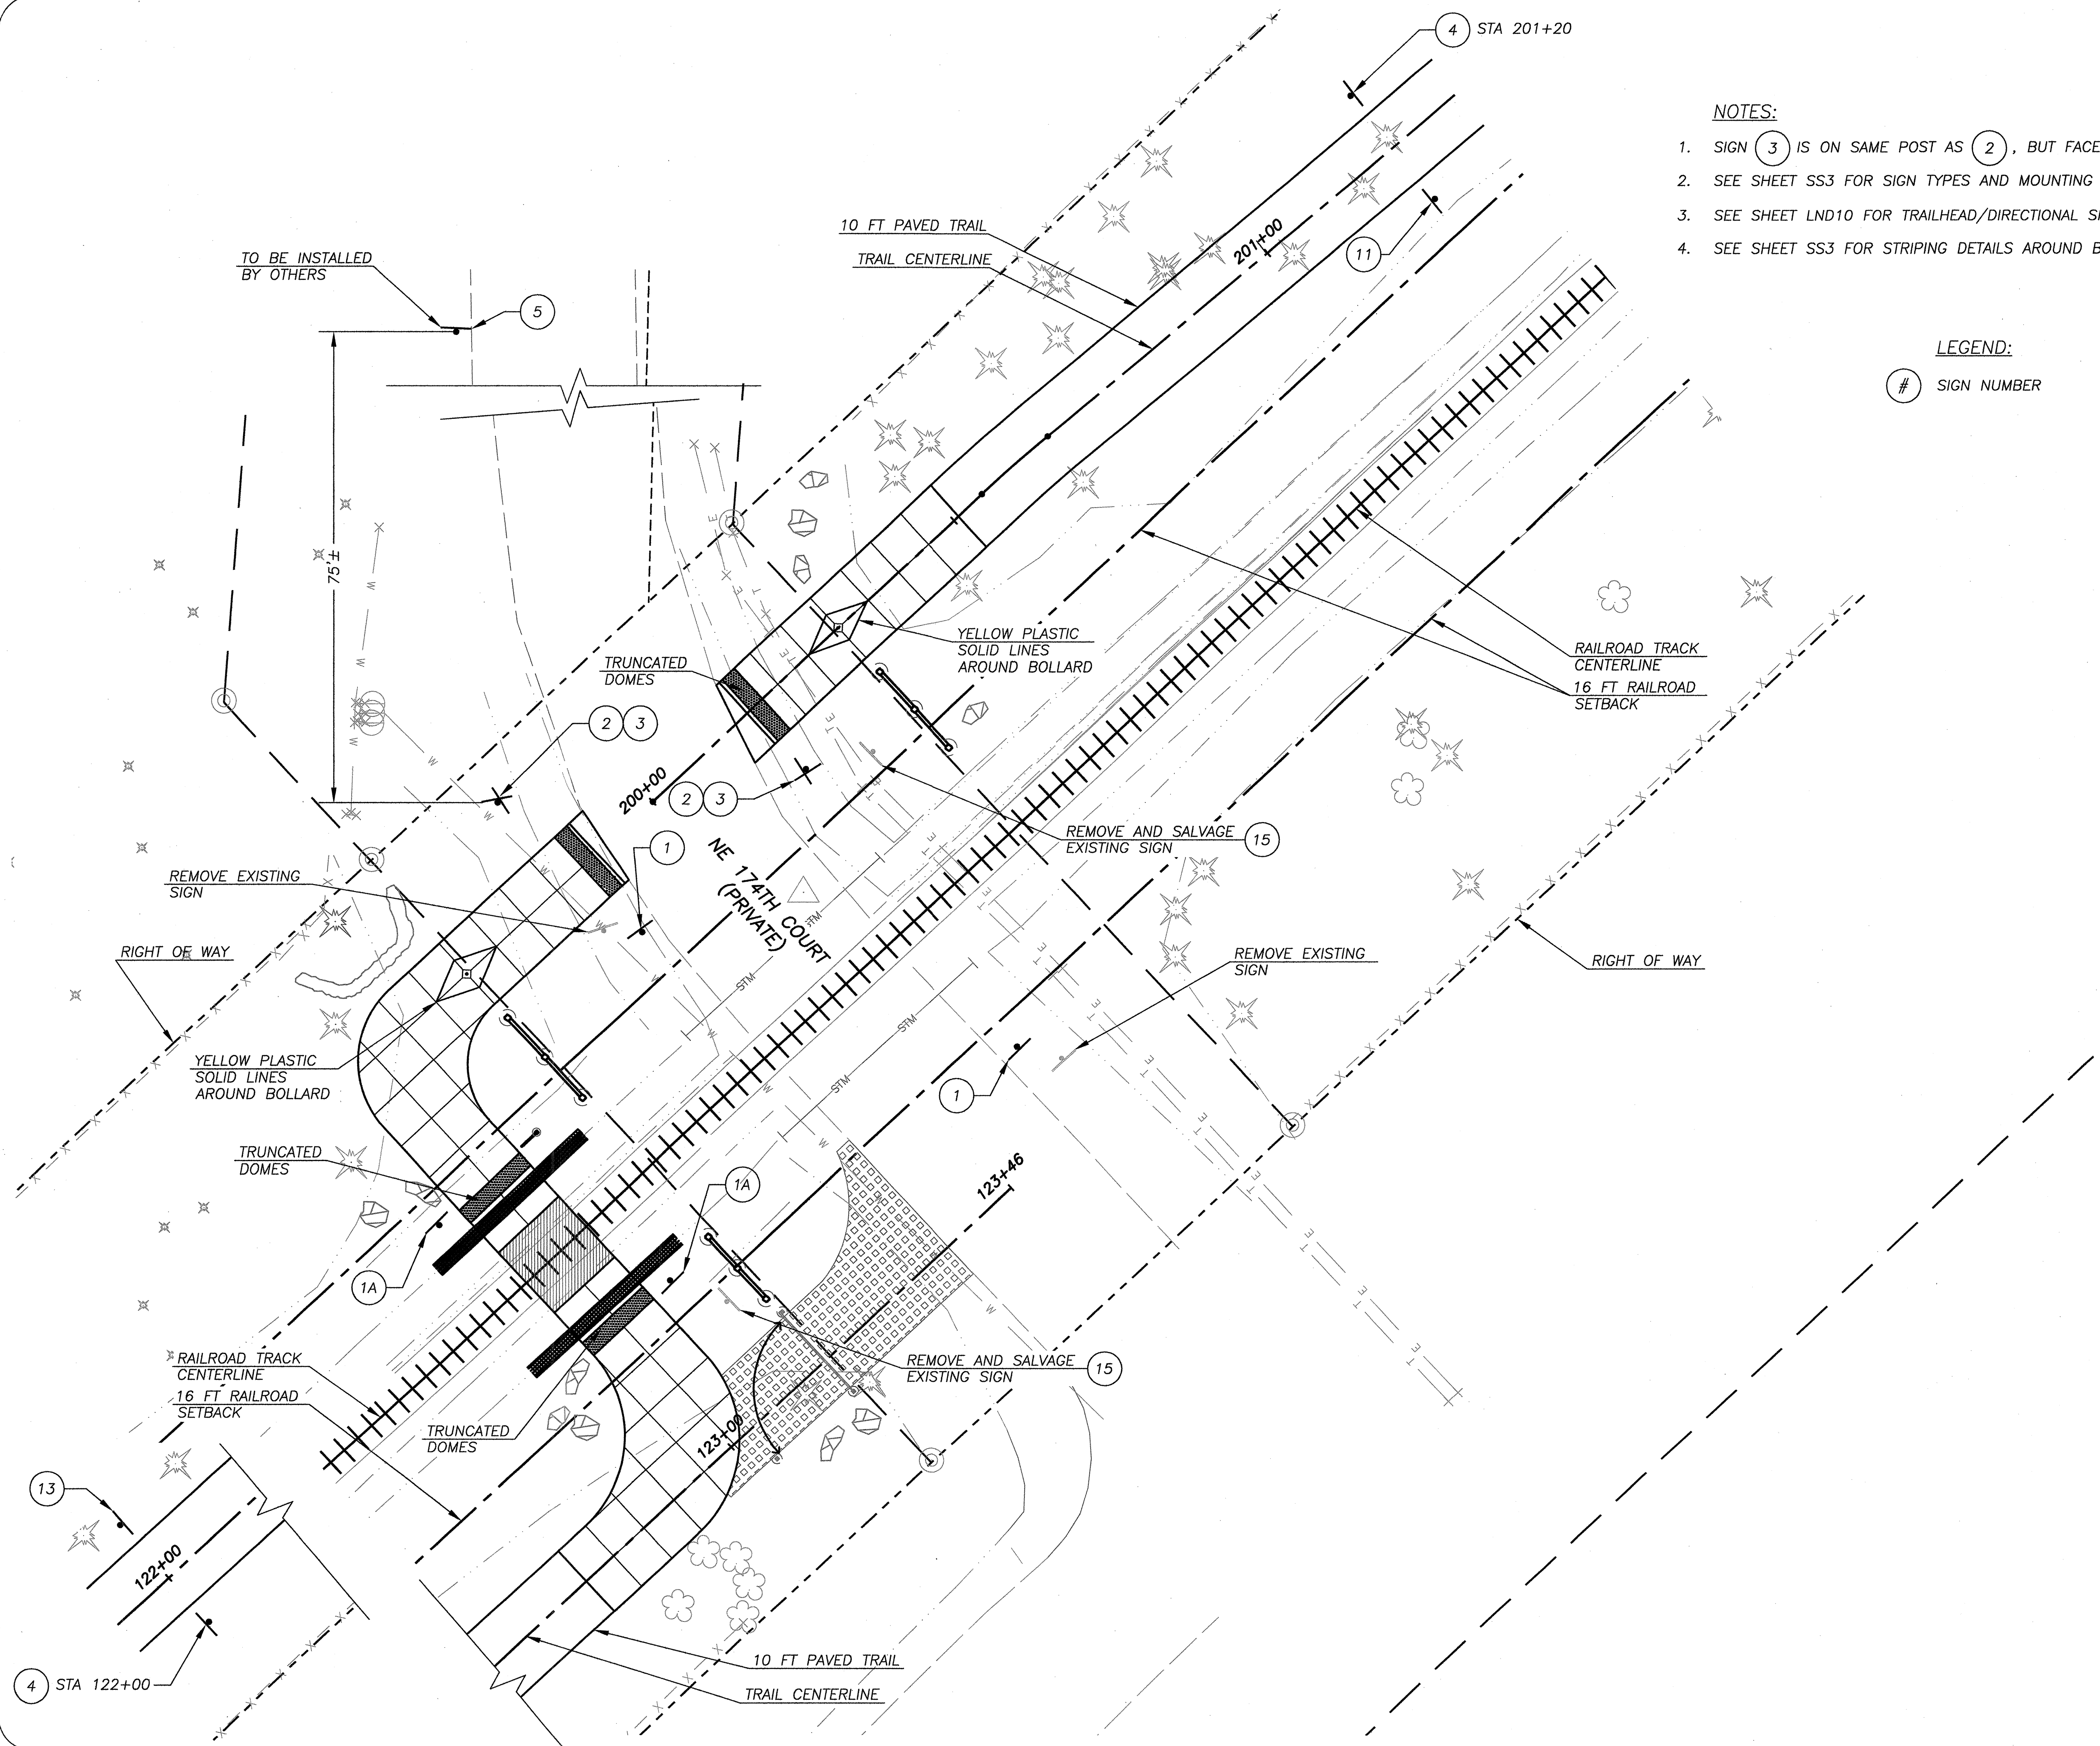 4 STA 201+20
NOTES:
1. SIGN 3 IS ON SAME POST AS 2 , BUT FACE
2. SEE SHEET SS3 FOR SIGN TYPES AND MOUNTING
3. SEE SHEET LND10 FOR TRAILHEAD/DIRECTIONAL
4. SEE SHEET SS3 FOR STRIPING DETAILS AROUND
LEGEND:
# SIGN NUMBER
10 FT PAVED TRAIL
TRAIL CENTERLINE
201+00
11
TO BE INSTALLED
BY OTHERS
5
75'±
YELLOW PLASTIC
SOLID LINES
AROUND BOLLARD
TRUNCATED
DOMES
RAILROAD TRACK
CENTERLINE
16 FT RAILROAD
SETBACK
2 3
200+00
2 3
1
REMOVE AND SALVAGE
EXISTING SIGN
15
NE 174TH COURT
(PRIVATE)
REMOVE EXISTING
SIGN
RIGHT OF WAY
REMOVE EXISTING
SIGN
RIGHT OF WAY
STM
STM
STM
STM
YELLOW PLASTIC
SOLID LINES
AROUND BOLLARD
1
TRUNCATED
DOMES
1A
123+46
1A
RAILROAD TRACK
CENTERLINE
16 FT RAILROAD
SETBACK
REMOVE AND SALVAGE
EXISTING SIGN
15
TRUNCATED
DOMES
123+00
13
122+00
4 STA 122+00
10 FT PAVED TRAIL
TRAIL CENTERLINE